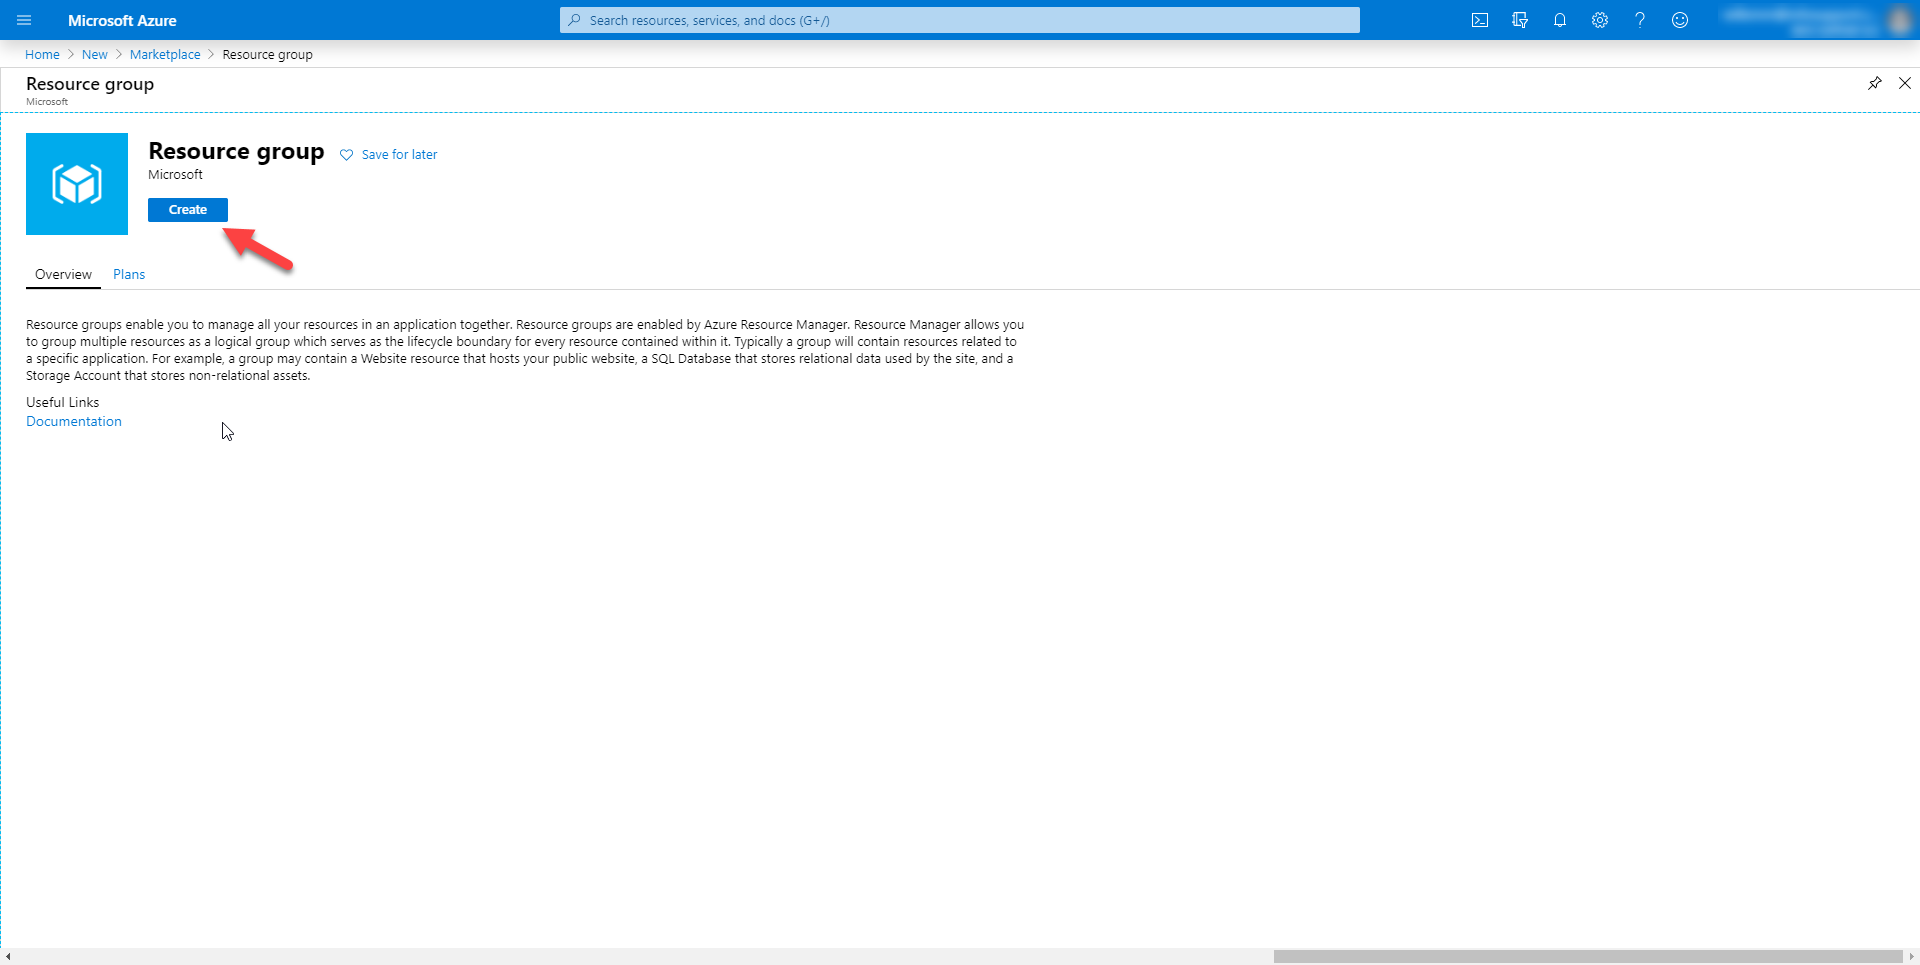 Microsoft Azure
Search resources, services, and docs (G+/)
Home > New > Marketplace > Resource group
Resource group
Microsoft
Resource group
Save for later
Microsoft
Create
Overview Plans
Resource groups enable you to manage all your resources in an application together. Resource groups are enabled by Azure Resource Manager. Resource Manager allows you
to group multiple resources as a logical group which serves as the lifecycle boundary for every resource contained within it. Typically a group will contain resources related to
a specific application. For example, a group may contain a Website resource that hosts your public website, a SQL Database that stores relational data used by the site, and a
Storage Account that stores non-relational assets.
Useful Links
Documentation